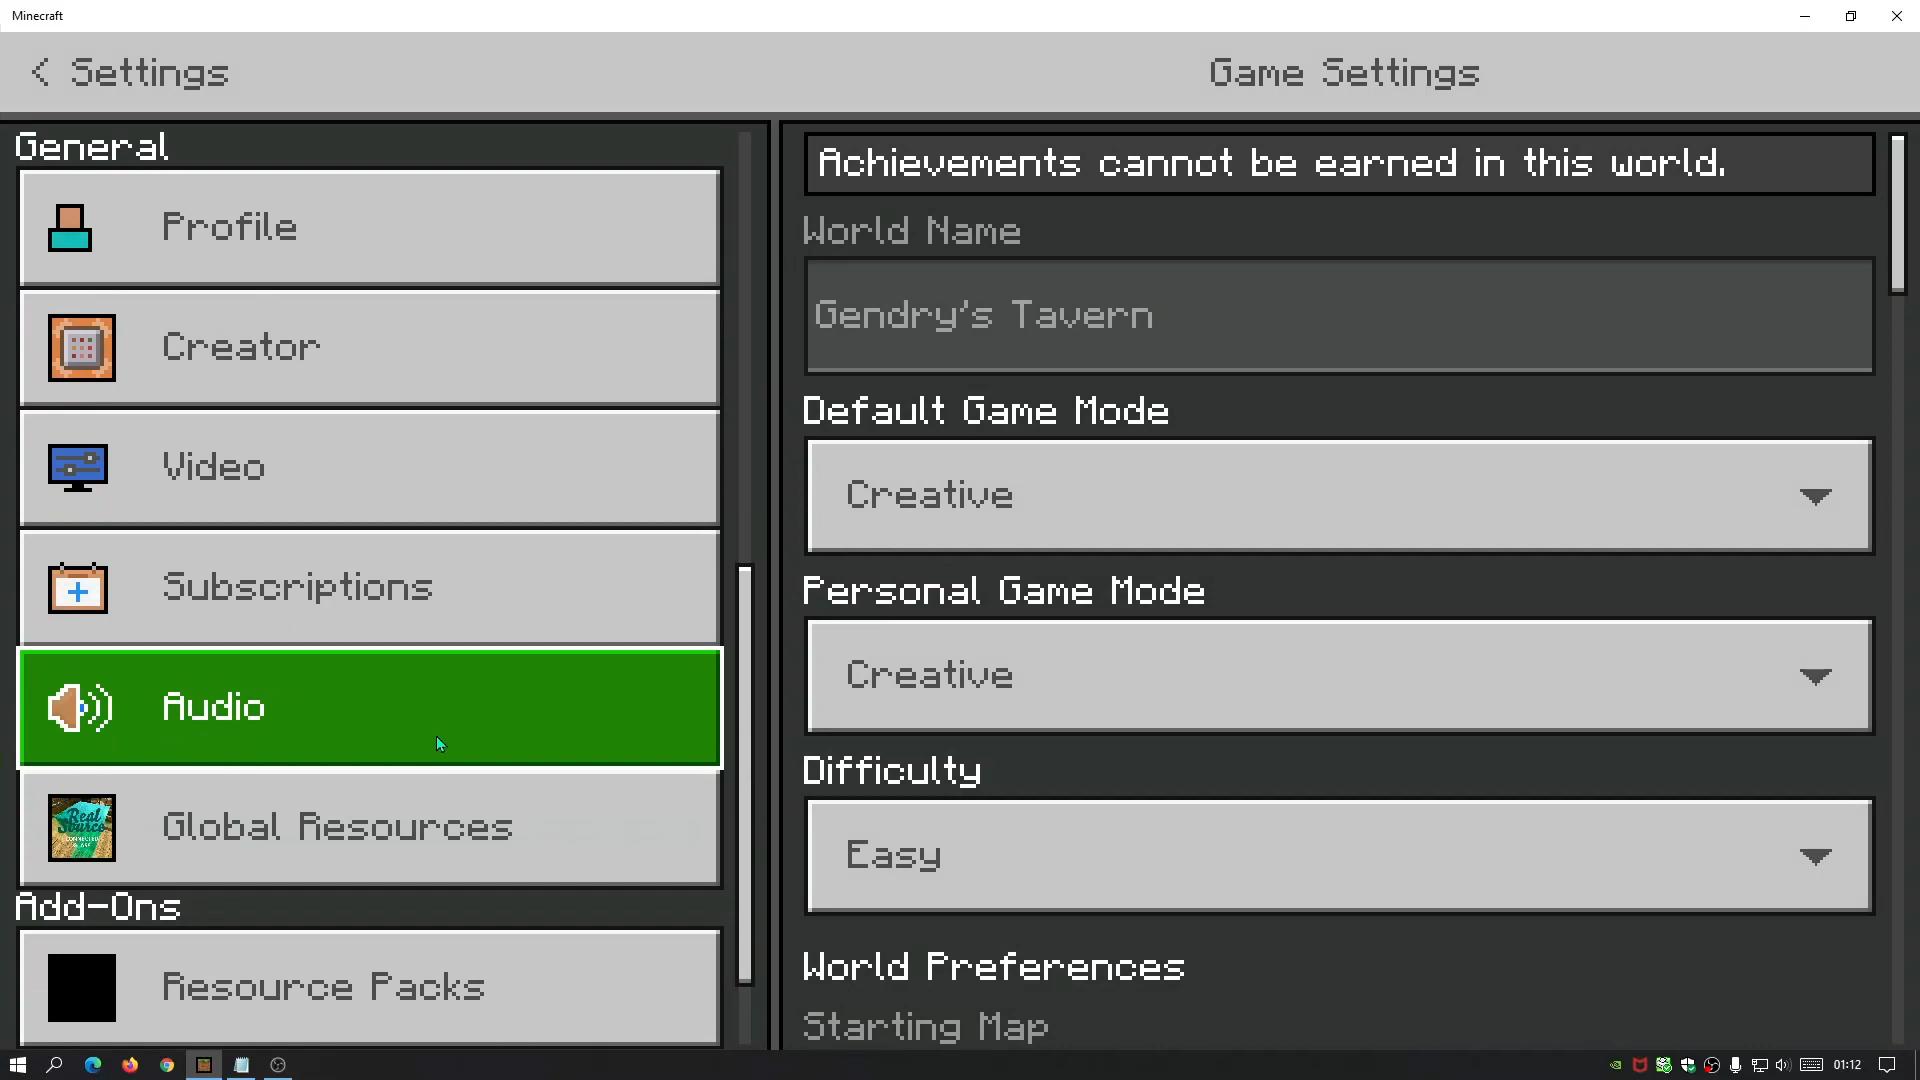 Minecraft
Settings
Game Settings
General
Profile
Creator
Video
Subscriptions
Audio
Real
Source
Global Resources
Add-Ons
Resource Packs
Achievements cannot be earned in this world.
World Name
Gendry's Tavern
Default Game Mode
Creative
Personal Game Mode
Creative
Difficulty
Easy
World Preferences
Starting Map
01:12